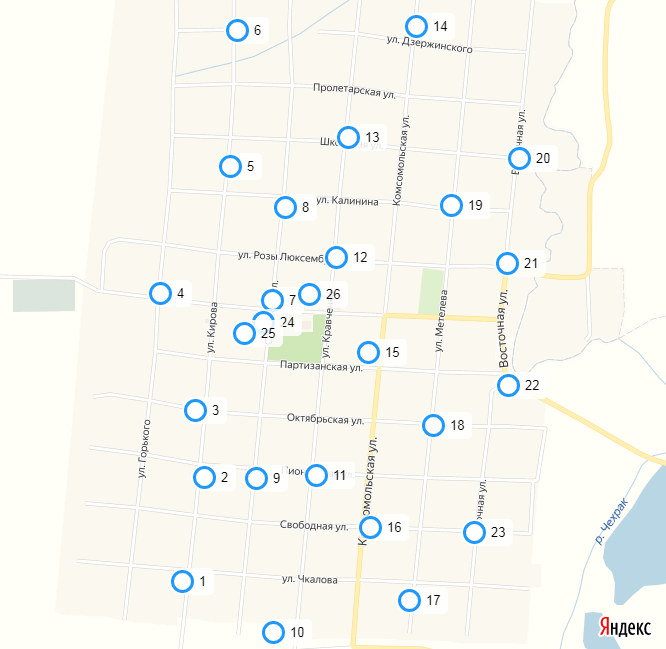 14
6
ул. Дзержинского
Пролетарская ул.
13
Комсомольская ул.
20
5
8
ул. Калинина
19
ул. Розы Люксемб
12
21
4
7
26
24
25
ул. Кирова
ул. Кравче
ул. Метелева
Восточная ул.
15
Партизанская ул.
22
3
Октябрьская ул.
18
ул. Горького
2
9
11
Свободная ул.
16
23
р. Чехрак
1
ул. Чкалова
17
10
Яндекс